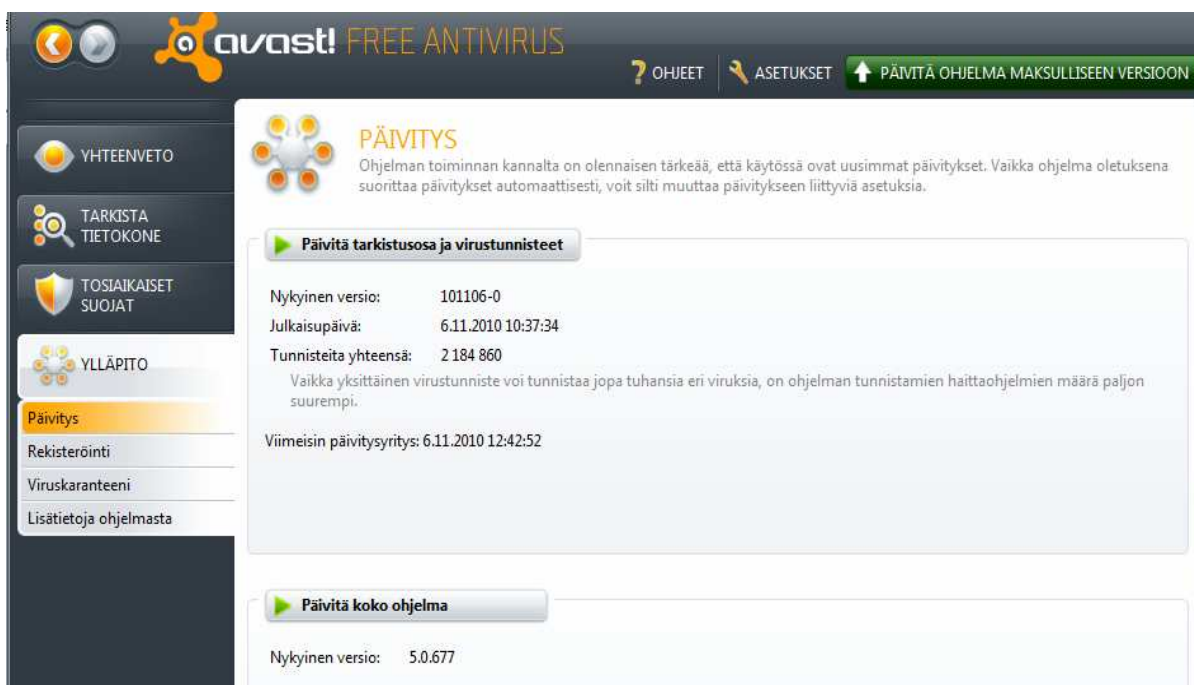 avast! FREE ANTIVIRUS
OHJEET
ASETUKSET
PÄIVITÄ OHJELMA MAKSULLISEEN VERSIOON
YHTEENVETO
TARKISTA
TIETOKONE
TOSIAIKAISET
SUOJAT
YLLÄPITO
Päivitys
Rekisteröinti
Viruskaranteeni
Lisätietoja ohjelmasta
PÄIVITYS
Ohjelman toiminnan kannalta on olennaisen tärkeää, että käytössä ovat uusimmat päivitykset. Vaikka ohjelma oletuksena
suorittaa päivitykset automaattisesti, voit silti muuttaa päivitykseen liittyviä asetuksia.
Päivitä tarkistusosa ja virustunnisteet
Nykyinen versio: 101106-0
Julkaisupäivä: 6.11.2010 10:37:34
Tunnisteita yhteensä: 2 184 860
Vaikka yksittäinen virustunniste voi tunnistaa jopa tuhansia eri viruksia, on ohjelman tunnistamien haittaohjelmien määrä paljon
suurempi.
Viimeisin päivitysyritys: 6.11.2010 12:42:52
Päivitä koko ohjelma
Nykyinen versio: 5.0.677